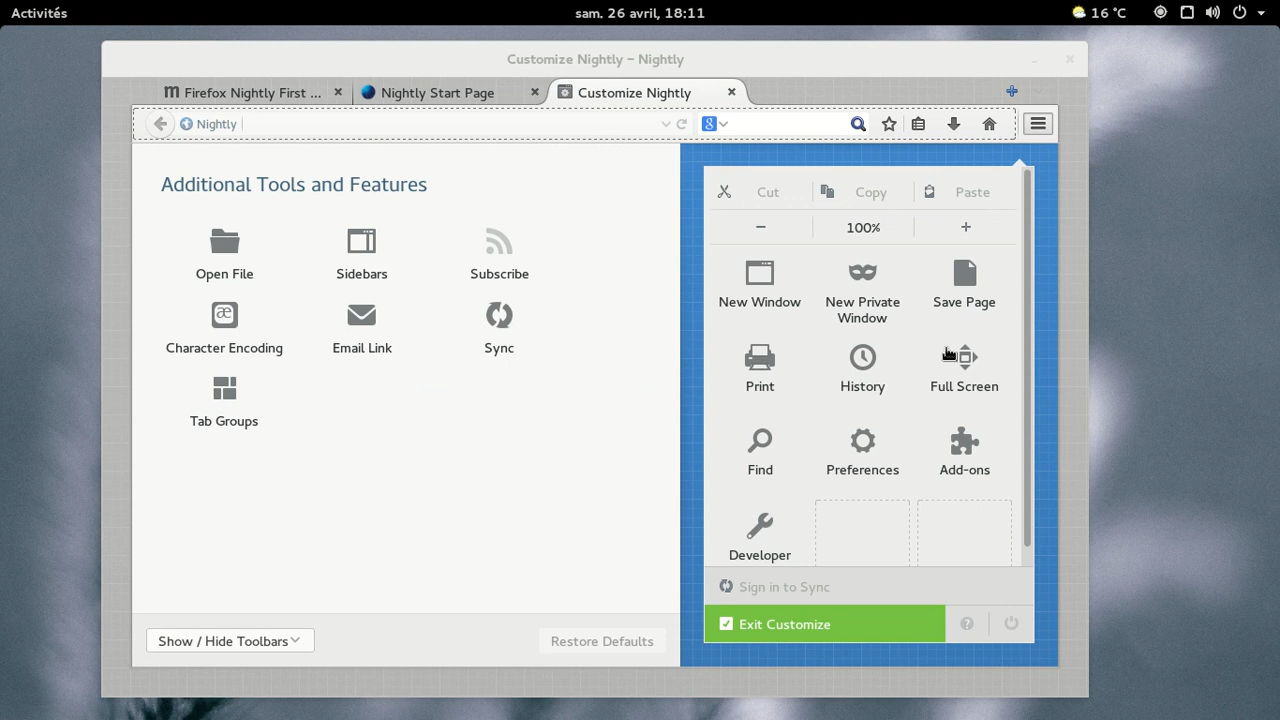 Activités
sam. 26 avril, 18:11
16 °C
Customize Nightly – Nightly
Firefox Nightly First ...
Nightly Start Page
Customize Nightly
Nightly
Additional Tools and Features
Open File
Sidebars
Subscribe
Character Encoding
Email Link
Sync
Tab Groups
Show / Hide Toolbars
Restore Defaults
Cut
Copy
Paste
100%
New Window
New Private
Window
Save Page
Print
History
Full Screen
Find
Preferences
Add-ons
Developer
Sign in to Sync
Exit Customize